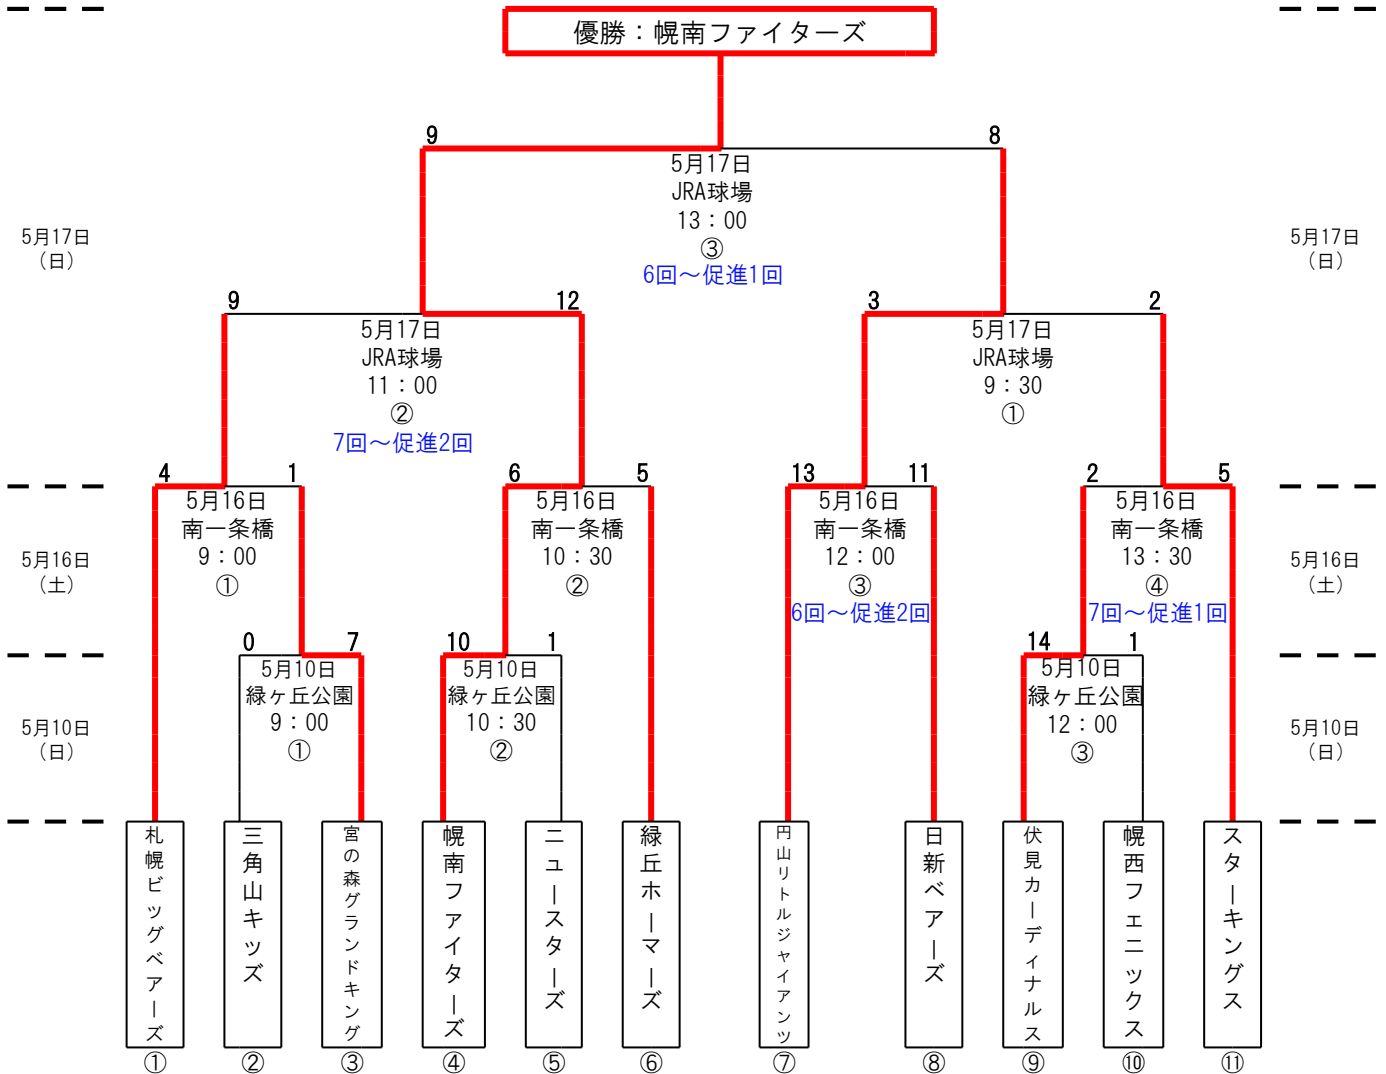 優勝：幌南ファイターズ
9
8
5月17日
JRA球場
13：00
③
6回～促進1回
5月17日
（日）
5月17日
（日）
9
12
5月17日
JRA球場
11：00
②
7回～促進2回
3
2
5月17日
JRA球場
9：30
①
4
1
5月16日
南一条橋
9：00
①
6
5
5月16日
南一条橋
10：30
②
13
11
5月16日
南一条橋
12：00
③
6回～促進2回
2
5
5月16日
南一条橋
13：30
④
7回～促進1回
5月16日
（土）
5月16日
（土）
0
7
5月10日
緑ヶ丘公園
9：00
①
10
1
5月10日
緑ヶ丘公園
10：30
②
14
1
5月10日
緑ヶ丘公園
12：00
③
5月10日
（日）
5月10日
（日）
札幌ビッグベアーズ
三角山キッズ
宮の森グランドキング
幌南ファイターズ
ニュースターズ
緑丘ホーマーズ
円山リトルジャイアンツ
日新ベアーズ
伏見カーディナルス
幌西フェニックス
スターキングス
①
②
③
④
⑤
⑥
⑦
⑧
⑨
⑩
⑪